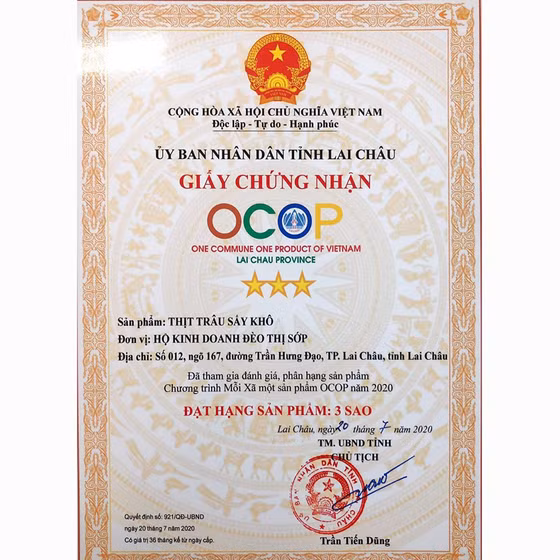 CỘNG HÒA XÃ HỘI CHỦ NGHĨA VIỆT NAM
Độc lập - Tự do - Hạnh phúc
ỦY BAN NHÂN DÂN TỈNH LAI CHÂU
GIẤY CHỨNG NHẬN
OCOP
ONE COMMUNE ONE PRODUCT OF VIETNAM
LAI CHAU PROVINCE
Sản phẩm: THỊT TRÂU SẤY KHÔ
Đơn vị: HỘ KINH DOANH ĐÈO THỊ SỚP
Địa chỉ: Số 012, ngõ 167, đường Trần Hưng Đạo, TP. Lai Châu, tỉnh Lai Châu
Đã tham gia đánh giá, phân hạng sản phẩm
Chương trình Mỗi Xã một sản phẩm OCOP năm 2020
ĐẠT HẠNG SẢN PHẨM: 3 SAO
Lai Châu, ngày 20 tháng 7 năm 2020
TM. UBND TỈNH
CHỦ TỊCH
Quyết định số: 921/QĐ-UBND
ngày 20 tháng 7 năm 2020
Có giá trị 36 tháng kể từ ngày cấp.
Trần Tiến Dũng